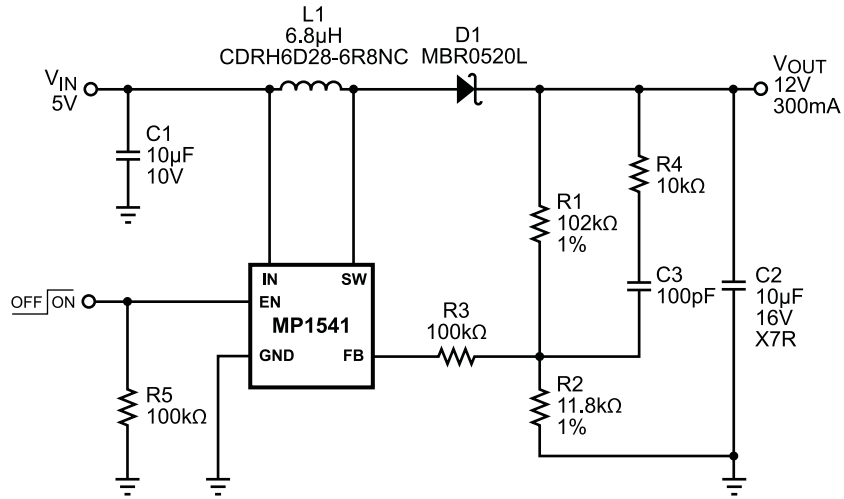 L1
6.8µH
CDRH6D28-6R8NC
D1
MBR0520L
VIN
5V
VOUT
12V
300mA
C1
10µF
10V
R4
10kΩ
R1
102kΩ
1%
C3
100pF
C2
10µF
16V
X7R
IN
SW
OFF ON
EN
MP1541
GND
FB
R3
100kΩ
R2
11.8kΩ
1%
R5
100kΩ